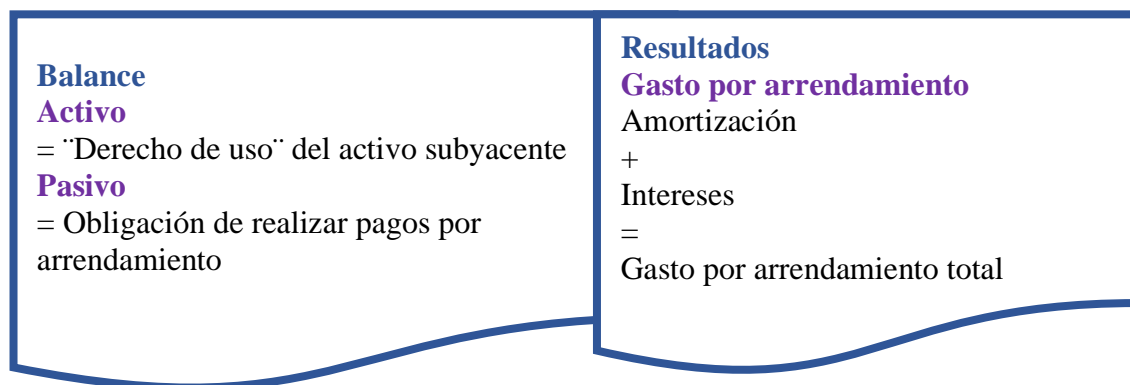 Balance
Activo
= ¨Derecho de uso¨ del activo subyacente
Pasivo
= Obligación de realizar pagos por
arrendamiento
Resultados
Gasto por arrendamiento
Amortización
+
Intereses
=
Gasto por arrendamiento total